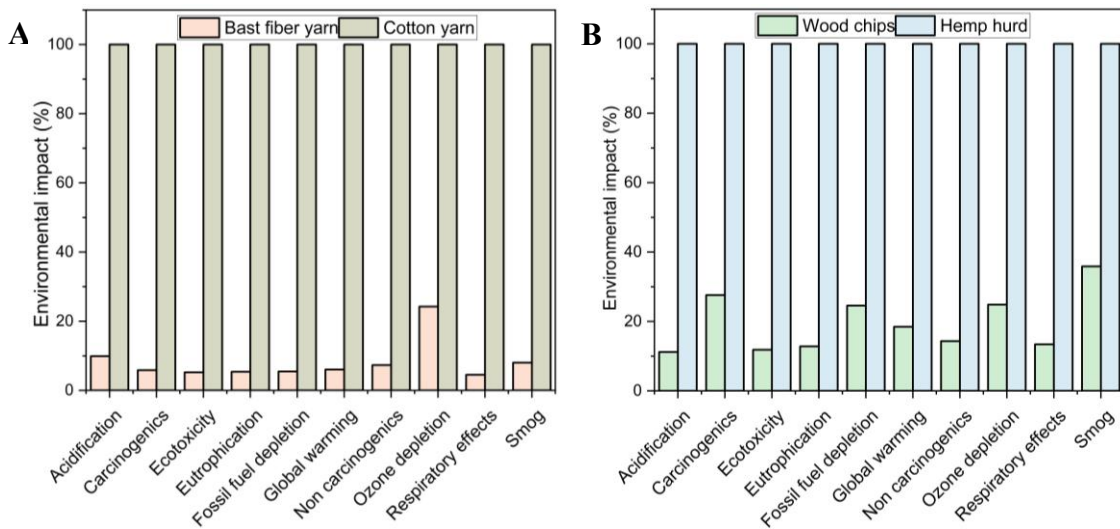 A
Bast fiber yarn
Cotton yarn
Environmental impact (%)
100
80
60
40
20
0
Acidification
Carcinogenics
Ecotoxicity
Eutrophication
Fossil fuel depletion
Global warming
Non carcinogenics
Ozone depletion
Respiratory effects
Smog
B
Wood chips
Hemp hurd
Environmental impact (%)
100
80
60
40
20
0
Acidification
Carcinogenics
Ecotoxicity
Eutrophication
Fossil fuel depletion
Global warming
Non carcinogenics
Ozone depletion
Respiratory effects
Smog